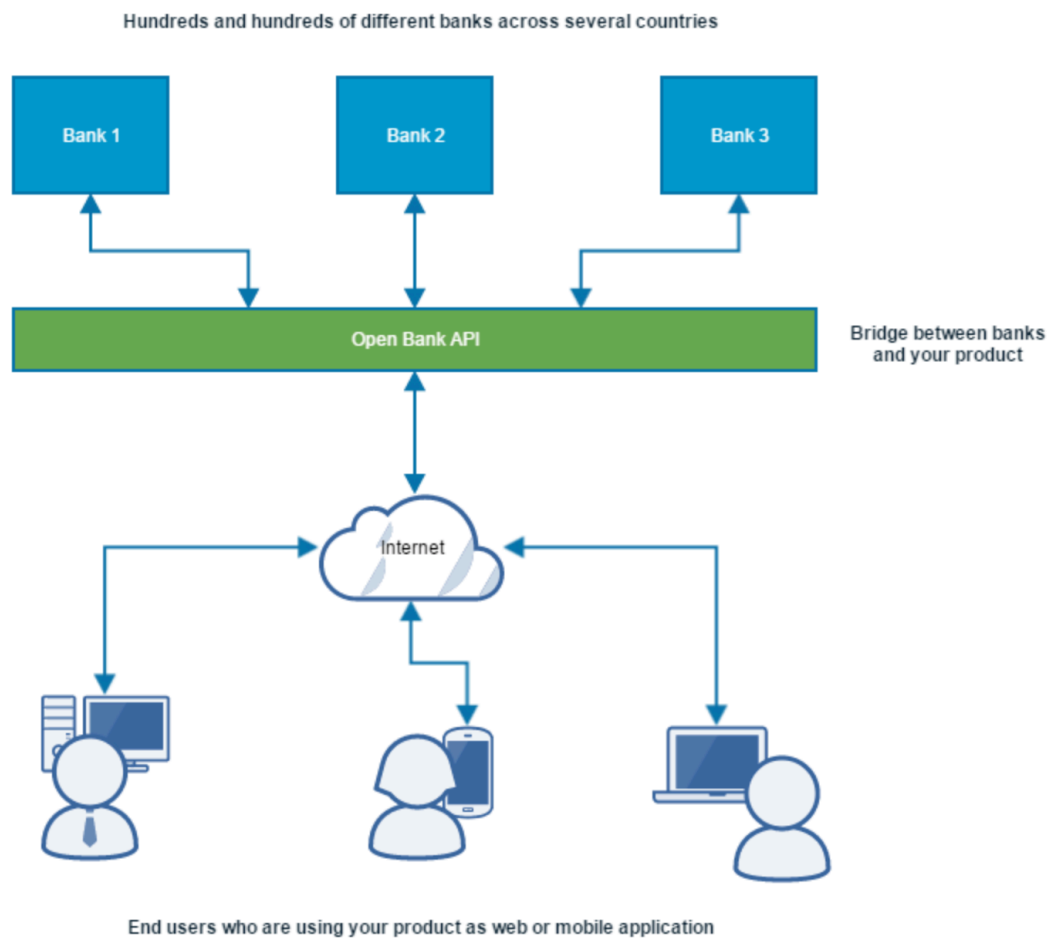 Hundreds and hundreds of different banks across several countries
Bank 1
Bank 2
Bank 3
Open Bank API
Bridge between banks
and your product
Internet
End users who are using your product as web or mobile application